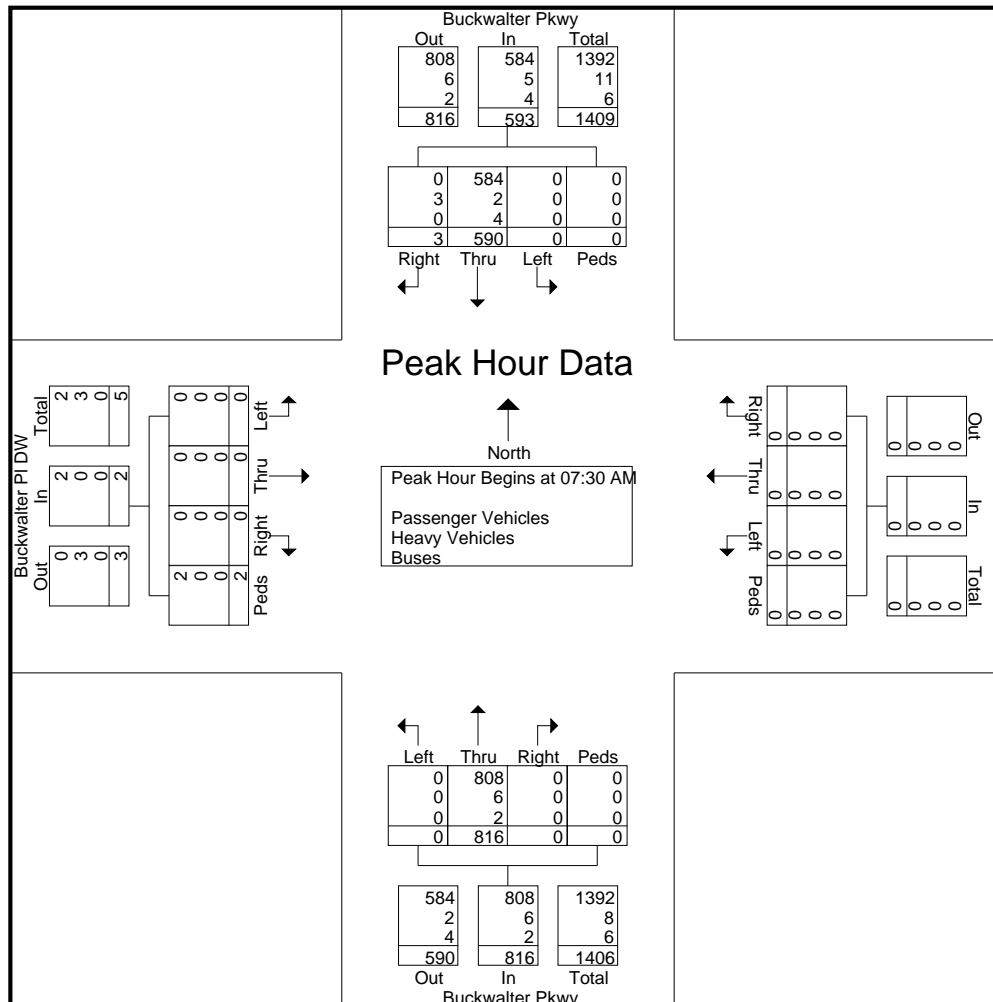 Buckwalter Pkwy
Out In Total
808 584 1392
6 5 11
2 4 6
816 593 1409
0 584 0 0
3 2 0 0
0 4 0 0
3 590 0 0
Right Thru Left Peds
Peak Hour Data
North
Peak Hour Begins at 07:30 AM
Passenger Vehicles
Heavy Vehicles
Buses
Buckwalter Pl DW
Total In Out
2 3 0 5
2 0 0 2
0 3 0 3
Left Thru Right Peds
0 0 0 0
0 0 0 0
0 0 0 0
2 0 0 2
Right Thru Left Peds
0 0 0 0
0 0 0 0
0 0 0 0
0 0 0 0
Out In Total
0 0 0 0
0 0 0 0
0 0 0 0
Left Thru Right Peds
0 808 0 0
0 6 0 0
0 2 0 0
0 816 0 0
584 808 1392
2 6 8
4 2 6
590 816 1406
Out In Total
Buckwalter Pkwy